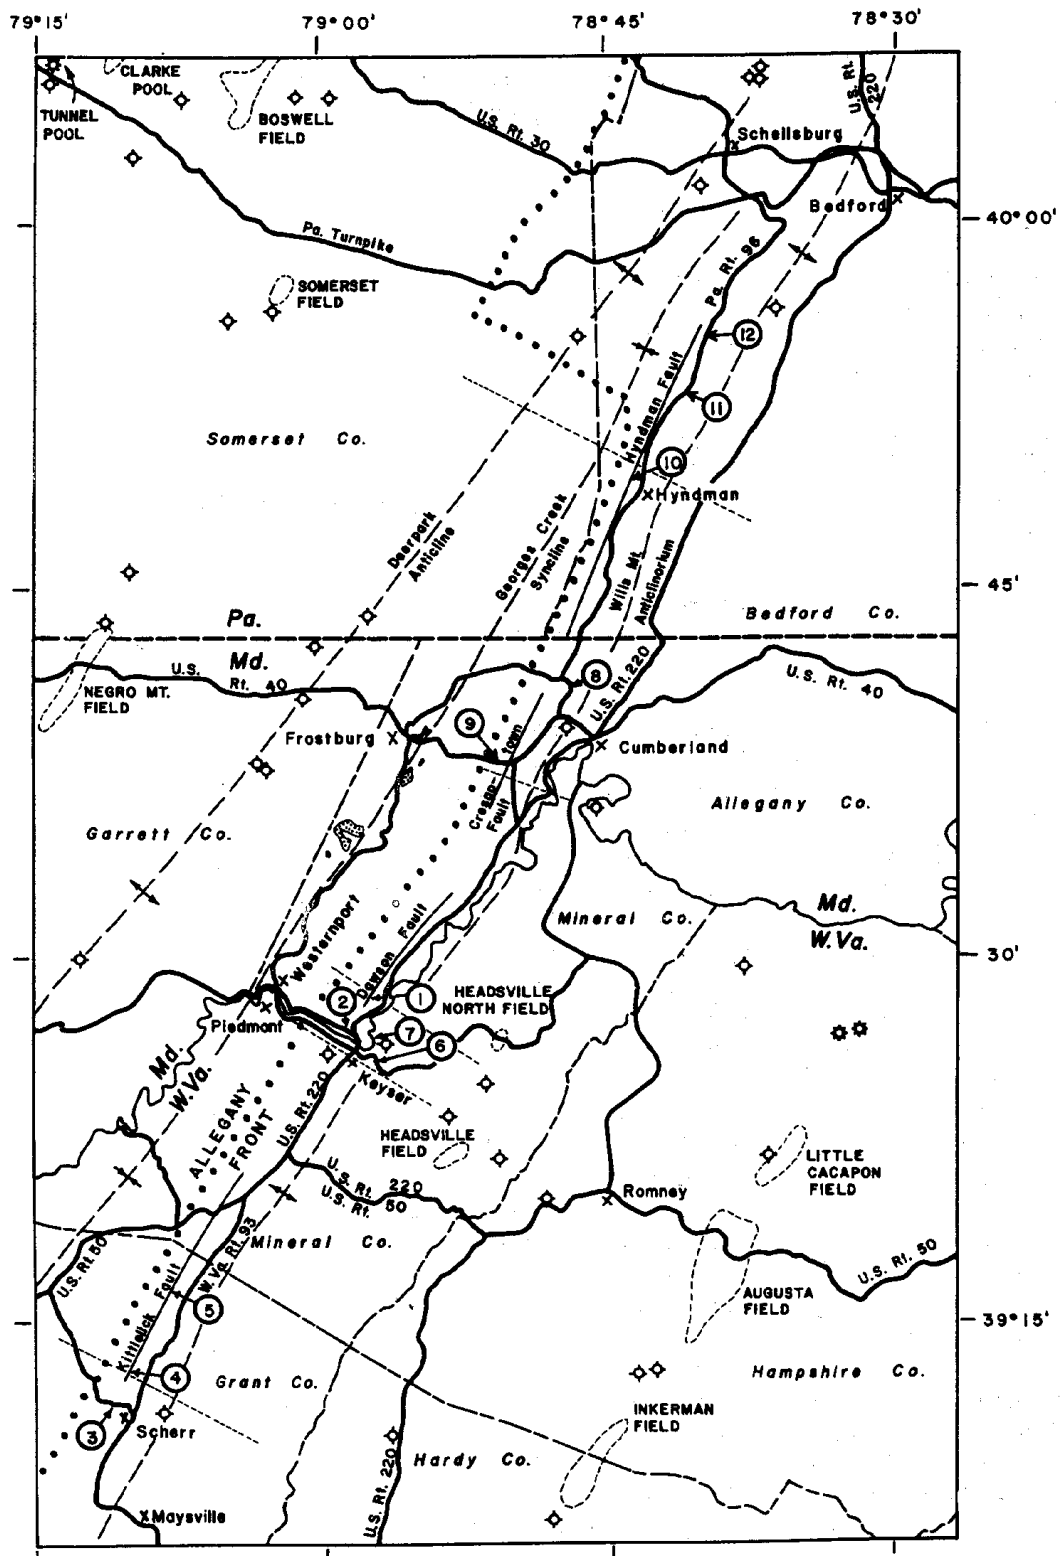 79°15'
79°00'
78°45'
78°30'
CLARKE
POOL
TUNNEL
POOL
BOSWELL
FIELD
U.S. Rt. 30
U.S. Rt.
220
Schellsburg
Bedford
40°00'
Pa. Turnpike
Pa. Rt. 96
SOMERSET
FIELD
12
Hyndman Fault
11
Somerset Co.
10
Hyndman
Deerpark
Anticline
Georges Creek
Syncline
Wills Mt.
Anticlinorium
45'
Pa.
Bedford Co.
Md.
U.S.
Rt. 40
NEGRO MT.
FIELD
8
U.S. Rt. 220
U.S. Rt. 40
9
Frostburg
Cumberland
Cresap-
town
Fault
Allegany Co.
Garrett Co.
Md.
W.Va.
Mineral Co.
Westernport
Dawson Fault
30'
2
1
HEADSVILLE
NORTH FIELD
Piedmont
7
6
Md.
W.Va.
Keyser
ALLEGANY
FRONT
U.S. Rt. 220
HEADSVILLE
FIELD
LITTLE
CACAPON
FIELD
U.S. Rt. 220
U.S. Rt. 50
Romney
W.Va. Rt. 93
Mineral Co.
U.S. Rt. 50
U.S. Rt. 50
Kittlelick Fault
5
AUGUSTA
FIELD
39°15'
4
Grant Co.
Hampshire Co.
3
Scherr
INKERMAN
FIELD
Hardy Co.
U.S. Rt. 220
Maysville